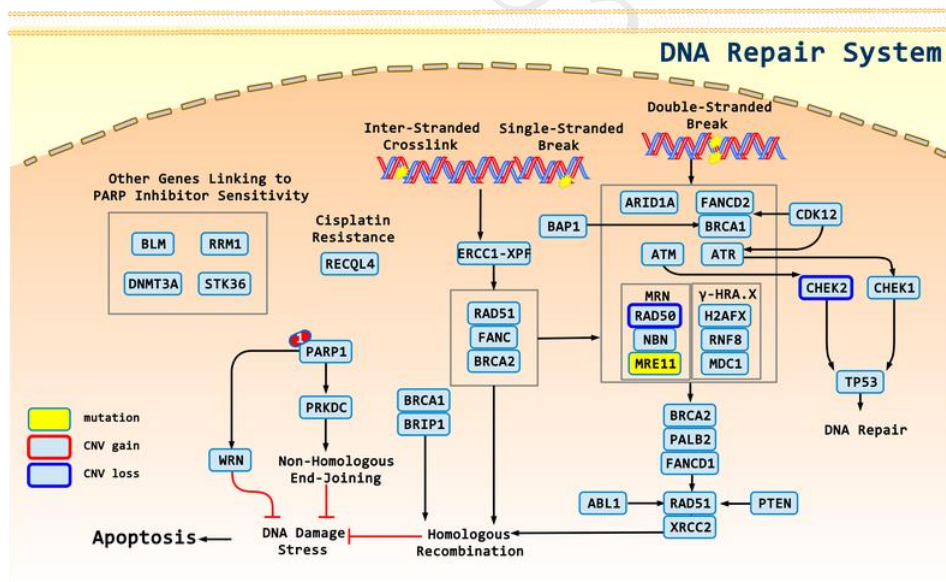 DNA Repair System
Double-Stranded
Break
Inter-Stranded
Crosslink
Single-Stranded
Break
Other Genes Linking to
PARP Inhibitor Sensitivity
BLM
RRM1
DNMT3A
STK36
Cisplatin
Resistance
RECQL4
ERCC1-XPF
RAD51
FANC
BRCA2
BAP1
ARID1A
FANCD2
BRCA1
CDK12
ATM
ATR
MRN
RAD50
NBN
MRE11
γ-HRA.X
H2AFX
RNF8
MDC1
CHEK2
CHEK1
TP53
DNA Repair
1
PARP1
PRKDC
WRN
Non-Homologous
End-Joining
BRCA1
BRIP1
BRCA2
PALB2
FANCD1
ABL1
RAD51
PTEN
XRCC2
mutation
CNV gain
CNV loss
Apoptosis
DNA Damage
Stress
Homologous
Recombination